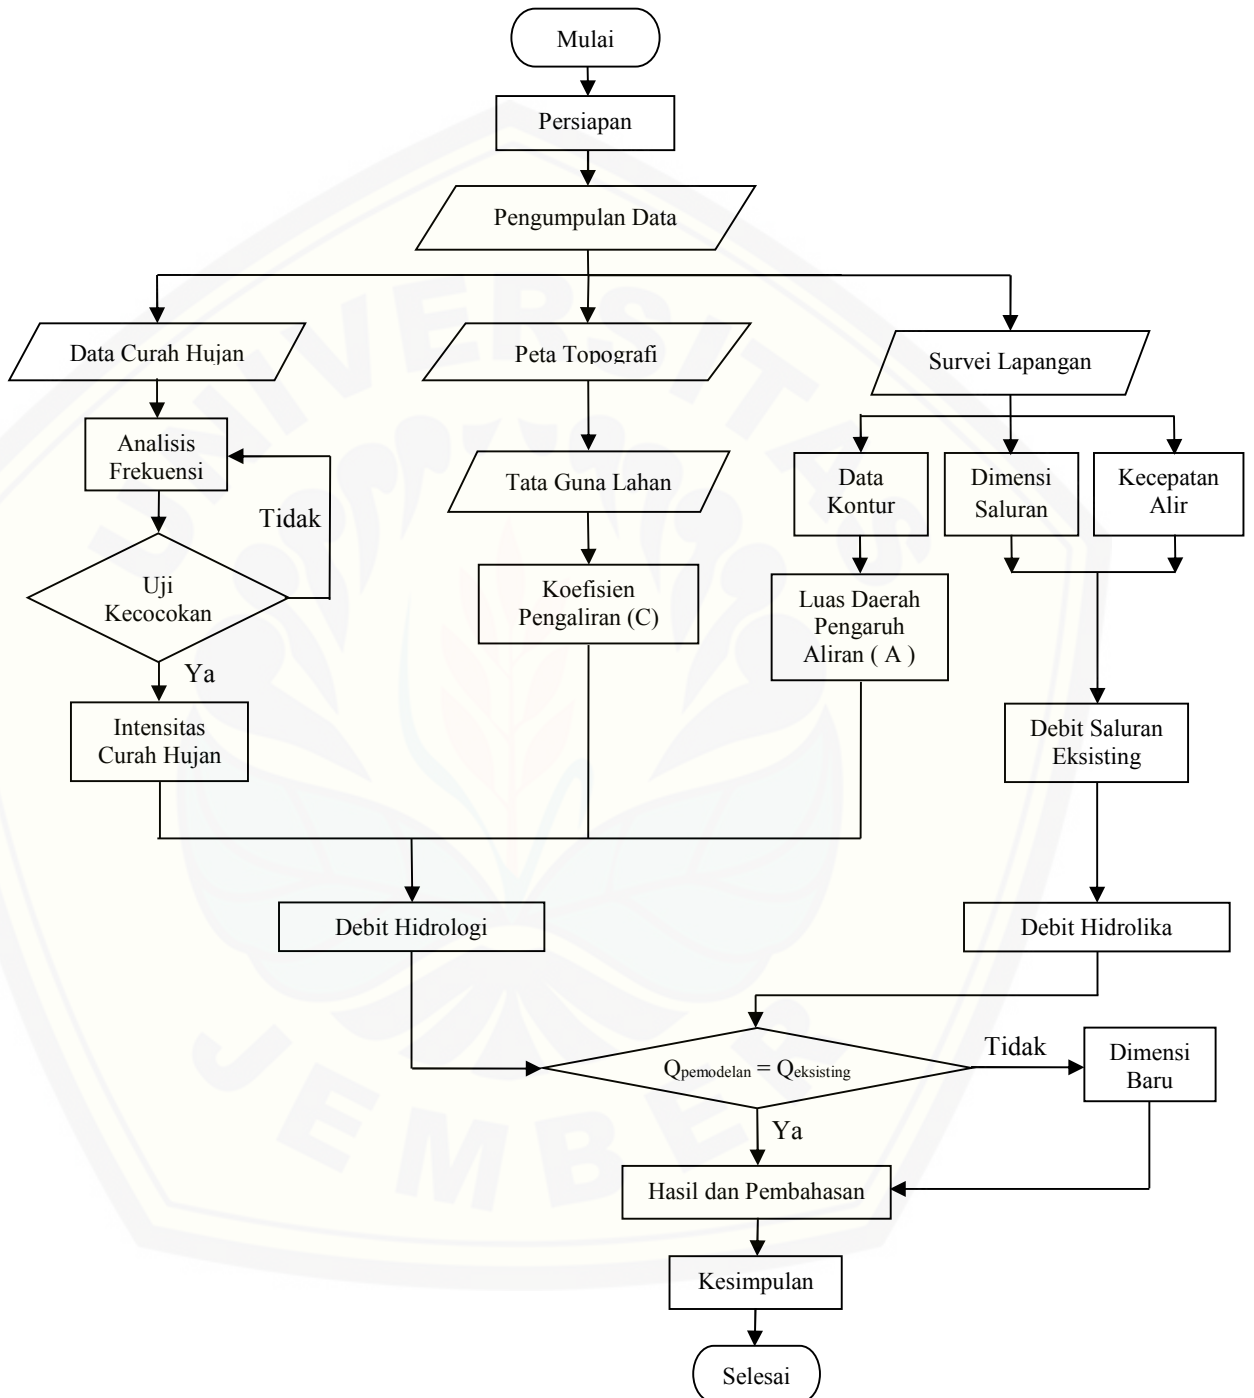 Mulai
Persiapan
Pengumpulan Data
Data Curah Hujan
Peta Topografi
Survei Lapangan
Analisis
Frekuensi
Tidak
Uji
Kecocokan
Ya
Intensitas
Curah Hujan
Tata Guna Lahan
Koefisien
Pengaliran (C)
Data
Kontur
Dimensi
Saluran
Kecepatan
Alir
Luas Daerah
Pengaruh
Aliran ( A )
Debit Saluran
Eksisting
Debit Hidrologi
Debit Hidrolika
Qpemodelan = Qeksisting
Tidak
Dimensi
Baru
Ya
Hasil dan Pembahasan
Kesimpulan
Selesai
UNIVERSITAS
JEMBER